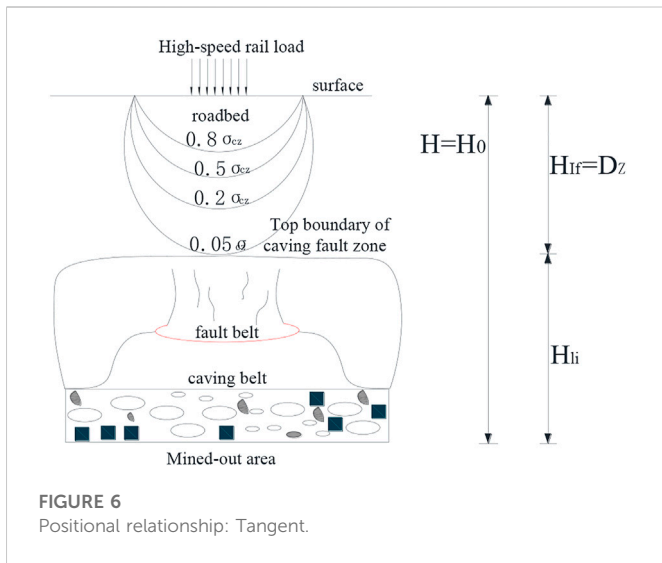 High-speed rail load
surface
roadbed
0.8 σcz
0.5 σcz
0.2 σcz
0.05 σ
Top boundary of
caving fault zone
fault belt
caving belt
Mined-out area
H=H0
HIf=DZ
Hli
FIGURE 6
Positional relationship: Tangent.